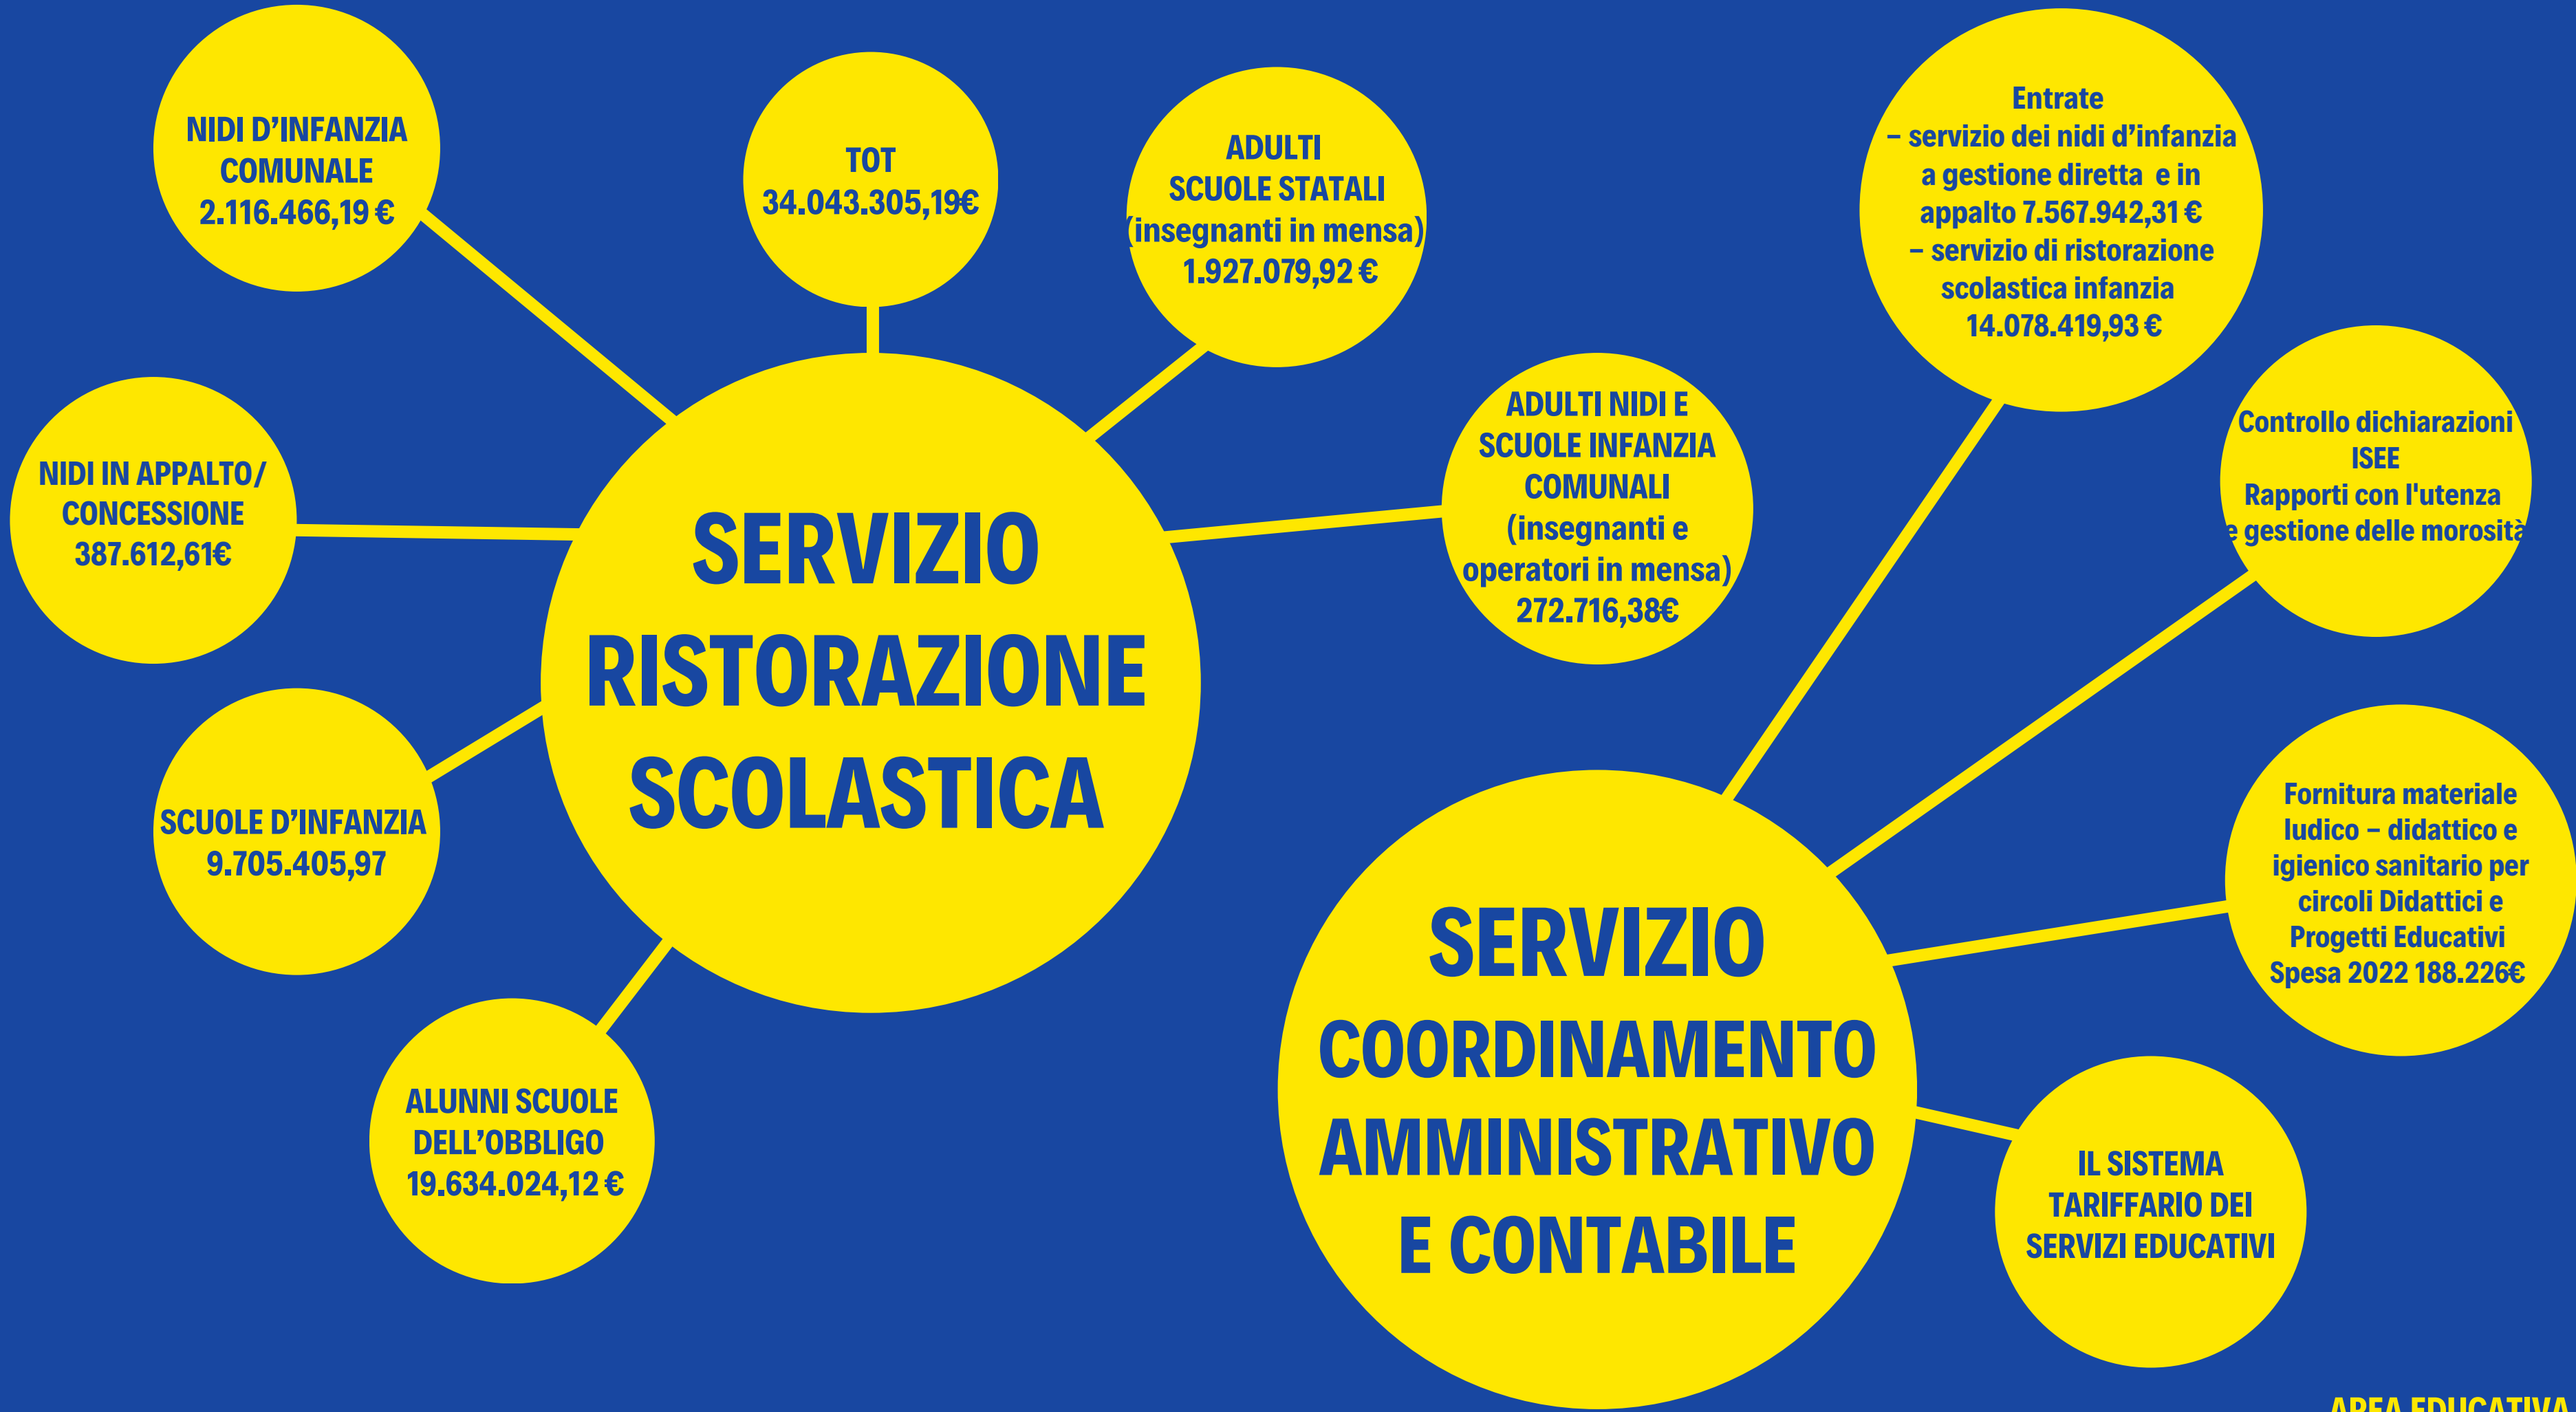 NIDI D'INFANZIA
COMUNALE
2.116.466,19 €
TOT
34.043.305,19€
ADULTI
SCUOLE STATALI
(insegnanti in mensa)
1.927.079,92 €
NIDI IN APPALTO/
CONCESSIONE
387.612,61€
ADULTI NIDI E
SCUOLE INFANZIA
COMUNALI
(insegnanti e
operatori in mensa)
272.716,38€
SERVIZIO
RISTORAZIONE
SCOLASTICA
SCUOLE D'INFANZIA
9.705.405,97
ALUNNI SCUOLE
DELL'OBBLIGO
19.634.024,12 €
Entrate
– servizio dei nidi d'infanzia
a gestione diretta e in
appalto 7.567.942,31 €
– servizio di ristorazione
scolastica infanzia
14.078.419,93 €
Controllo dichiarazioni
ISEE
Rapporti con l'utenza
e gestione delle morosità
Fornitura materiale
ludico – didattico e
igienico sanitario per
circoli Didattici e
Progetti Educativi
Spesa 2022 188.226€
SERVIZIO
COORDINAMENTO
AMMINISTRATIVO
E CONTABILE
IL SISTEMA
TARIFFARIO DEI
SERVIZI EDUCATIVI
AREA EDUCATIVA